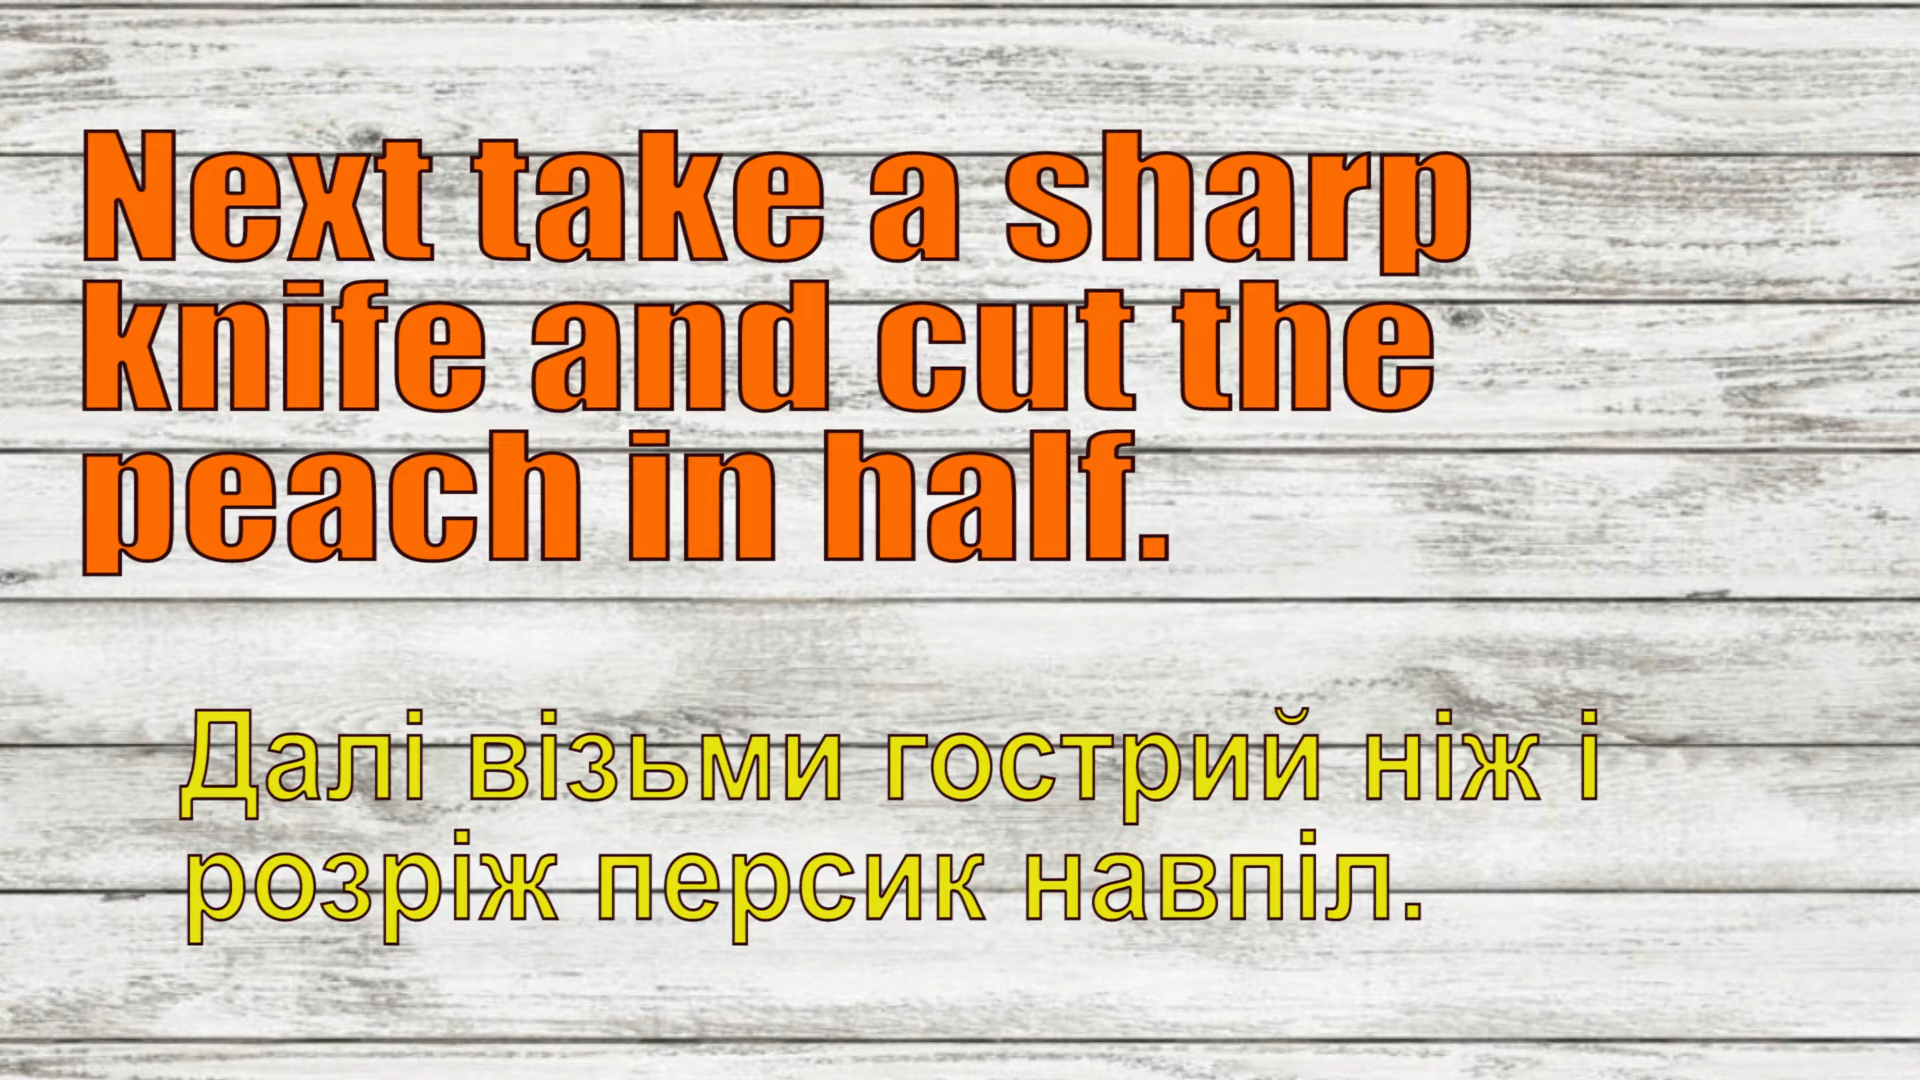 Next take a sharp
knife and cut the
peach in half.
Далі візьми гострий ніж і
розріж персик навпіл.